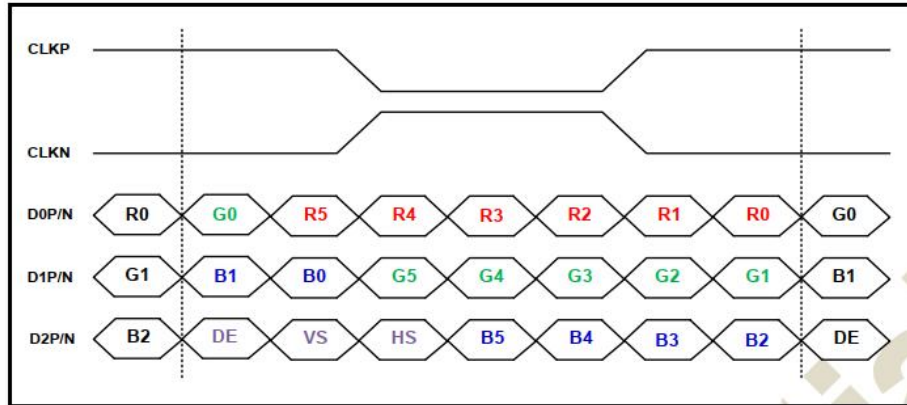 CLKP
CLKN
D0P/N R0 G0 R5 R4 R3 R2 R1 R0 G0
D1P/N G1 B1 B0 G5 G4 G3 G2 G1 B1
D2P/N B2 DE VS HS B5 B4 B3 B2 DE